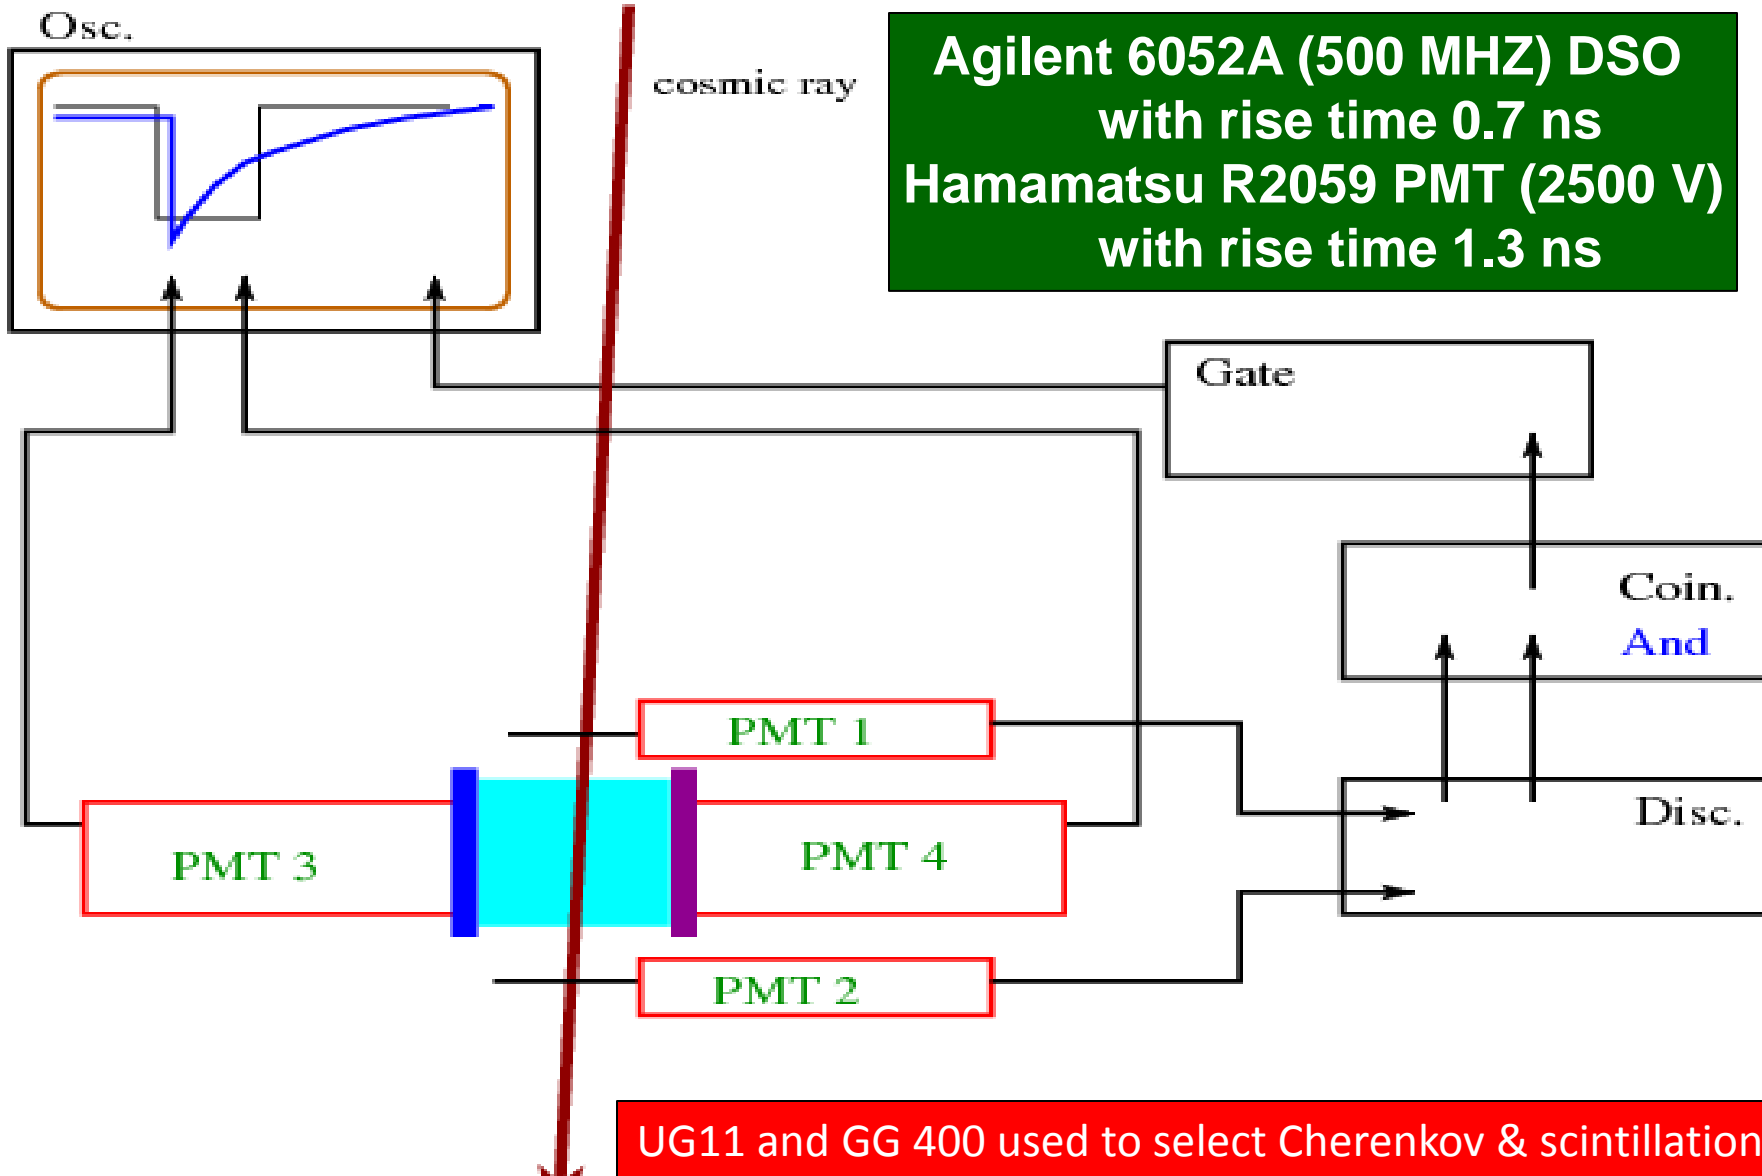 Osc.
cosmic ray
Agilent 6052A (500 MHZ) DSO
with rise time 0.7 ns
Hamamatsu R2059 PMT (2500 V)
with rise time 1.3 ns
Gate
Coin.
And
PMT 1
Disc.
PMT 3
PMT 4
PMT 2
UG11 and GG 400 used to select Cherenkov & scintillation